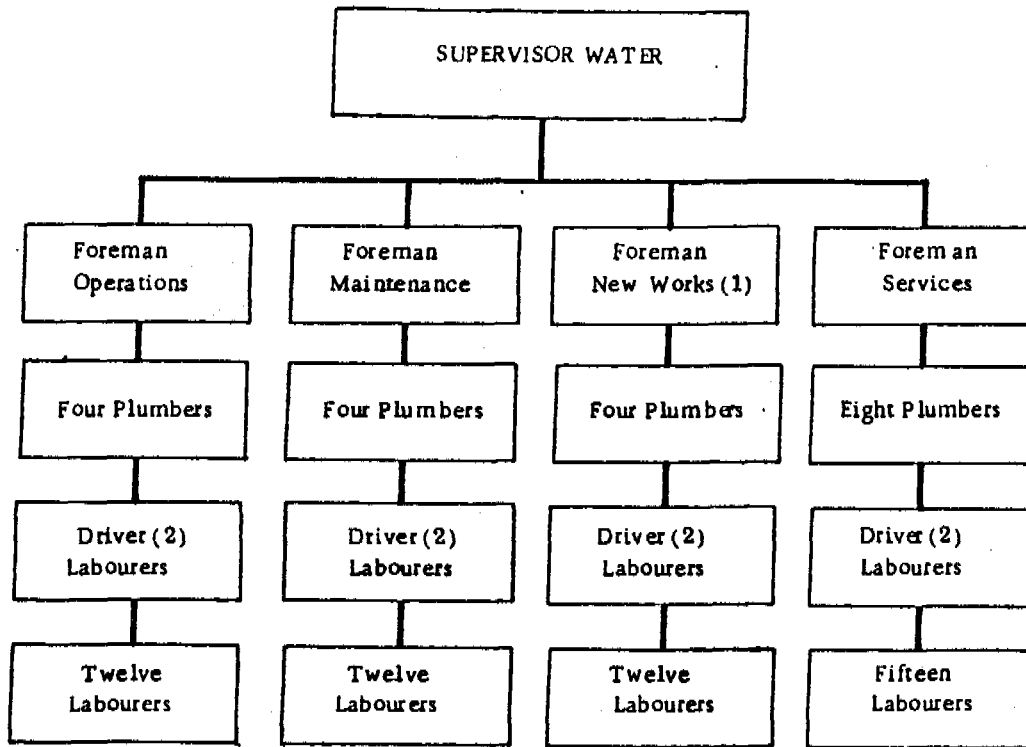 SUPERVISOR WATER
Foreman
Operations
Foreman
Maintenance
Foreman
New Works (1)
Foreman
Services
Four Plumbers
Four Plumbers
Four Plumbers
Eight Plumbers
Driver (2)
Labourers
Driver (2)
Labourers
Driver (2)
Labourers
Driver (2)
Labourers
Twelve
Labourers
Twelve
Labourers
Twelve
Labourers
Fifteen
Labourers